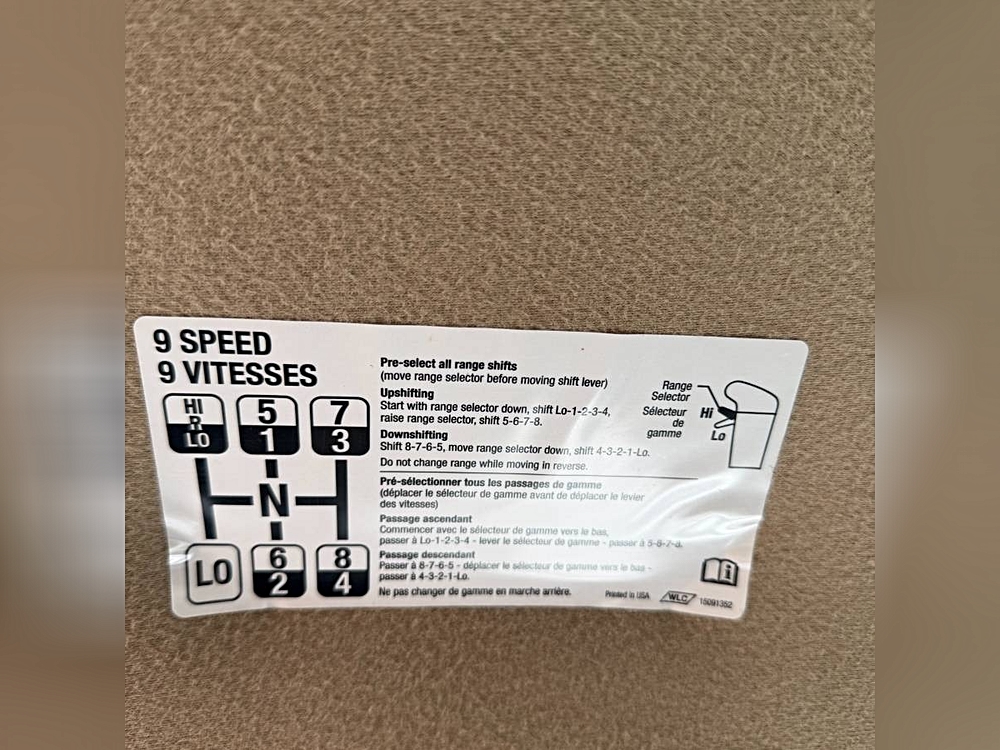 9 SPEED
9 VITESSES
HI
R
LO
5
1
7
3
N
LO
6
2
8
4
Pre-select all range shifts
(move range selector before moving shift lever)
Upshifting
Start with range selector down, shift Lo-1-2-3-4,
raise range selector, shift 5-6-7-8.
Downshifting
Shift 8-7-6-5, move range selector down, shift 4-3-2-1-Lo.
Do not change range while moving in reverse.
Range
Selector
Sélecteur
de
gamme
Hi
Lo
Pré-sélectionner tous les passages de gamme
(déplacer le sélecteur de gamme avant de déplacer le levier
des vitesses)
Passage ascendant
Commencer avec le sélecteur de gamme vers le bas,
passer à Lo-1-2-3-4 - lever le sélecteur de gamme - passer à 5-6-7-8.
Passage descendant
Passer à 8-7-6-5 - déplacer le sélecteur de gamme vers le bas -
passer à 4-3-2-1-Lo.
Ne pas changer de gamme en marche arrière.
Printed in USA
WLC
15091352